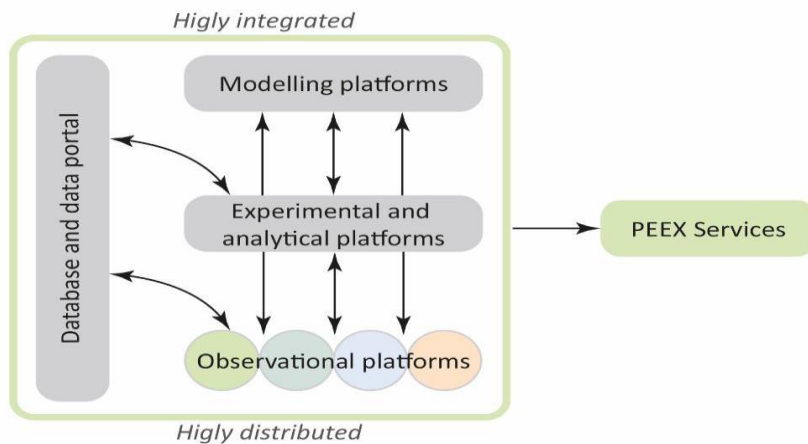 Higly integrated
Database and data portal
Modelling platforms
Experimental and
analytical platforms
Observational platforms
PEEX Services
Higly distributed